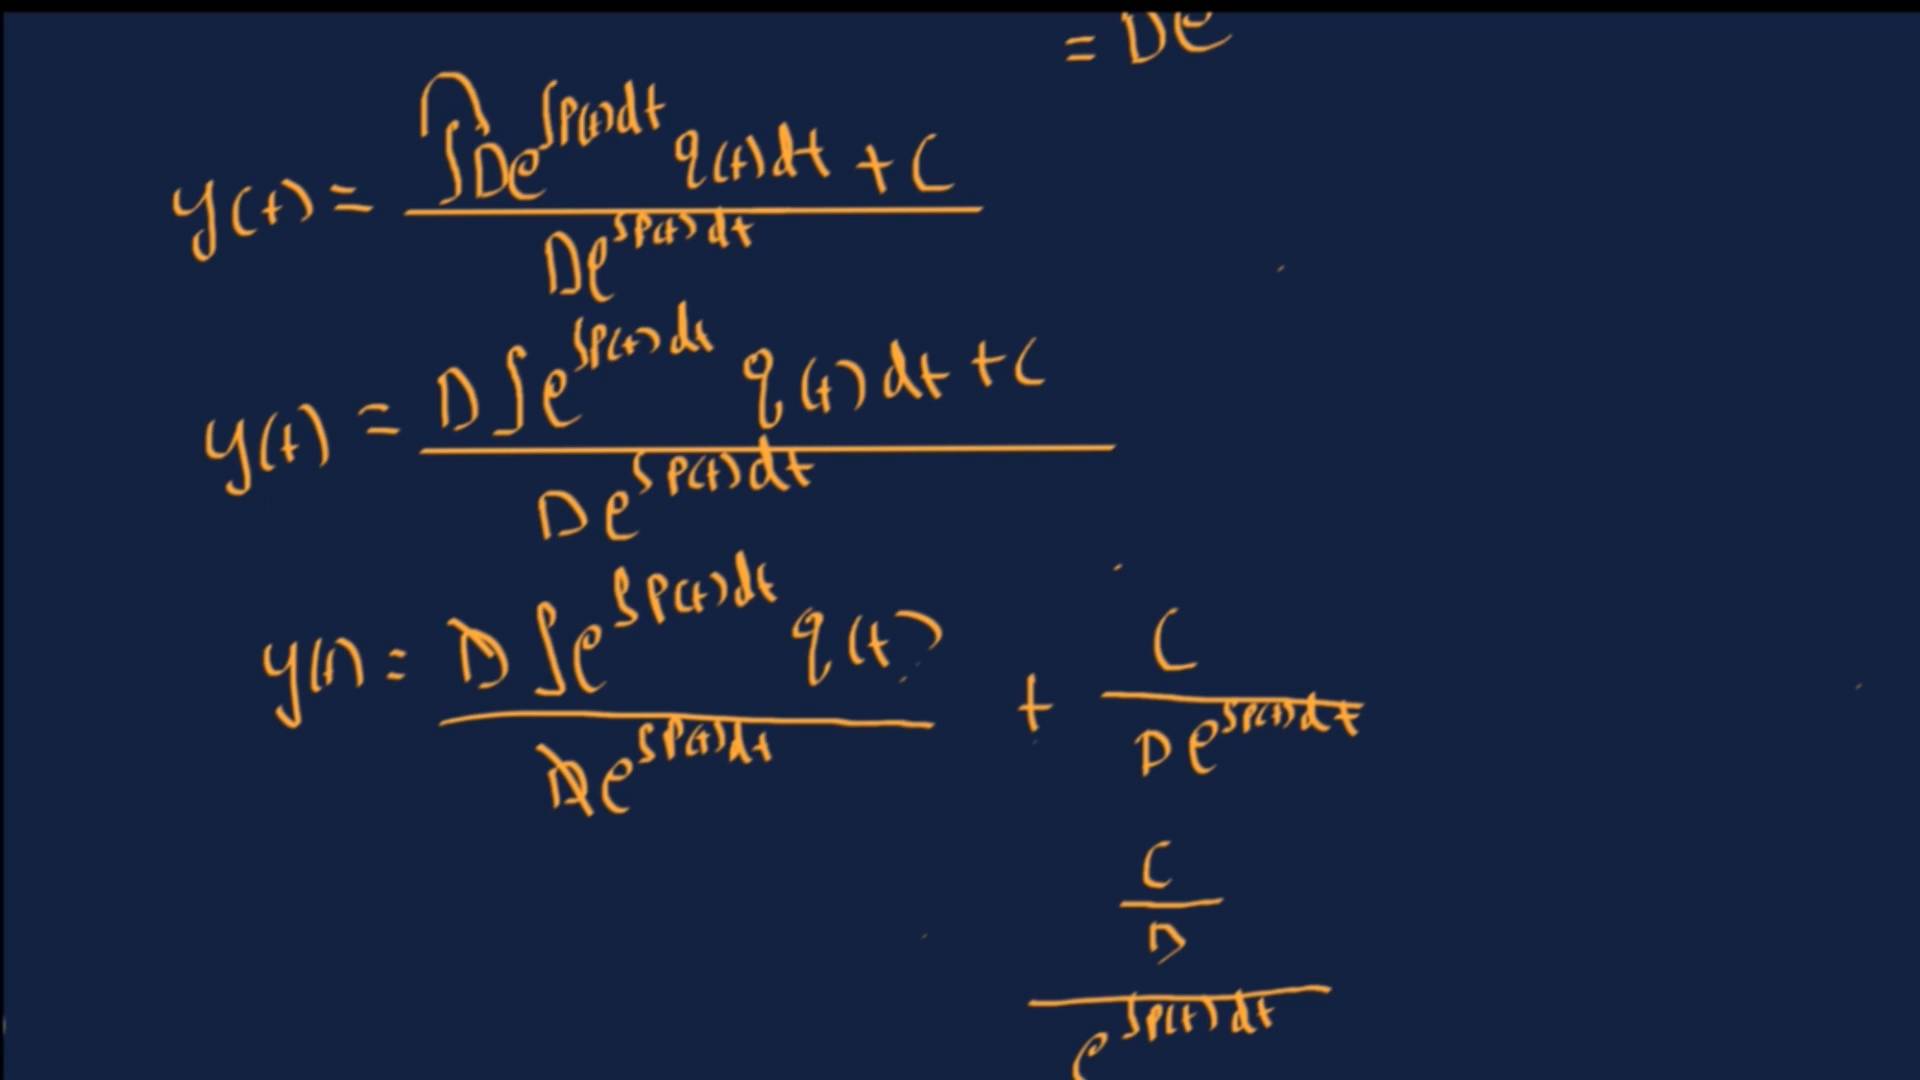 = De
y(t) = ∫De^{∫P(t)dt} q(t)dt + C / De^{∫P(t)dt}
y(t) = D∫e^{∫P(t)dt} q(t)dt + C / De^{∫P(t)dt}
y(t) = D∫e^{∫P(t)dt} q(t) / De^{∫P(t)dt} + C / De^{∫P(t)dt}
C / D / e^{∫P(t)dt}